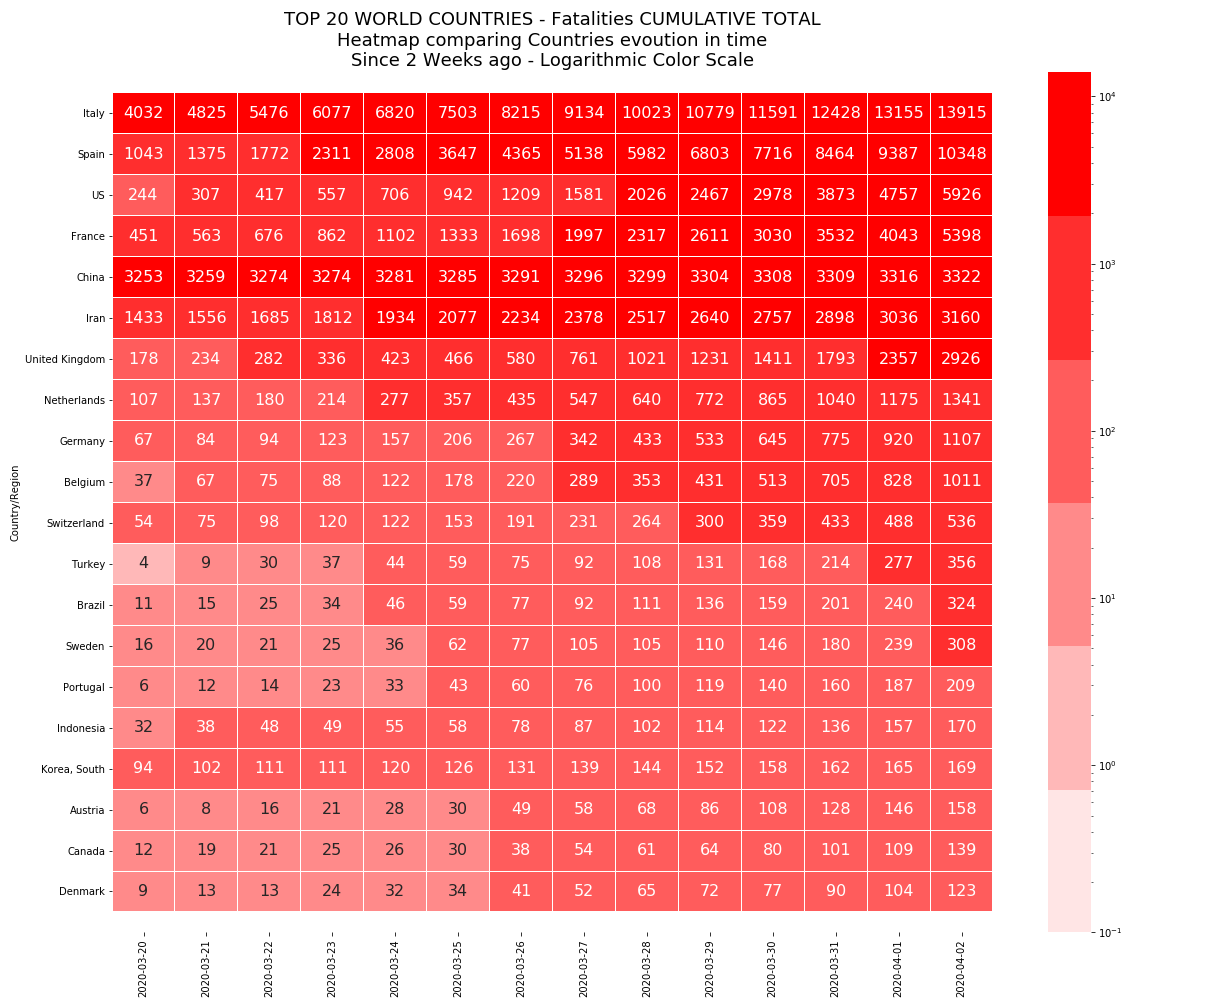 TOP 20 WORLD COUNTRIES - Fatalities CUMULATIVE TOTAL
Heatmap comparing Countries evoution in time
Since 2 Weeks ago - Logarithmic Color Scale
Country/Region
Italy 4032 4825 5476 6077 6820 7503 8215 9134 10023 10779 11591 12428 13155 13915
Spain 1043 1375 1772 2311 2808 3647 4365 5138 5982 6803 7716 8464 9387 10348
US 244 307 417 557 706 942 1209 1581 2026 2467 2978 3873 4757 5926
France 451 563 676 862 1102 1333 1698 1997 2317 2611 3030 3532 4043 5398
China 3253 3259 3274 3274 3281 3285 3291 3296 3299 3304 3308 3309 3316 3322
Iran 1433 1556 1685 1812 1934 2077 2234 2378 2517 2640 2757 2898 3036 3160
United Kingdom 178 234 282 336 423 466 580 761 1021 1231 1411 1793 2357 2926
Netherlands 107 137 180 214 277 357 435 547 640 772 865 1040 1175 1341
Germany 67 84 94 123 157 206 267 342 433 533 645 775 920 1107
Belgium 37 67 75 88 122 178 220 289 353 431 513 705 828 1011
Switzerland 54 75 98 120 122 153 191 231 264 300 359 433 488 536
Turkey 4 9 30 37 44 59 75 92 108 131 168 214 277 356
Brazil 11 15 25 34 46 59 77 92 111 136 159 201 240 324
Sweden 16 20 21 25 36 62 77 105 105 110 146 180 239 308
Portugal 6 12 14 23 33 43 60 76 100 119 140 160 187 209
Indonesia 32 38 48 49 55 58 78 87 102 114 122 136 157 170
Korea, South 94 102 111 111 120 126 131 139 144 152 158 162 165 169
Austria 6 8 16 21 28 30 49 58 68 86 108 128 146 158
Canada 12 19 21 25 26 30 38 54 61 64 80 101 109 139
Denmark 9 13 13 24 32 34 41 52 65 72 77 90 104 123
2020-03-20 2020-03-21 2020-03-22 2020-03-23 2020-03-24 2020-03-25 2020-03-26 2020-03-27 2020-03-28 2020-03-29 2020-03-30 2020-03-31 2020-04-01 2020-04-02
10⁴
10³
10²
10¹
10⁰
10⁻¹